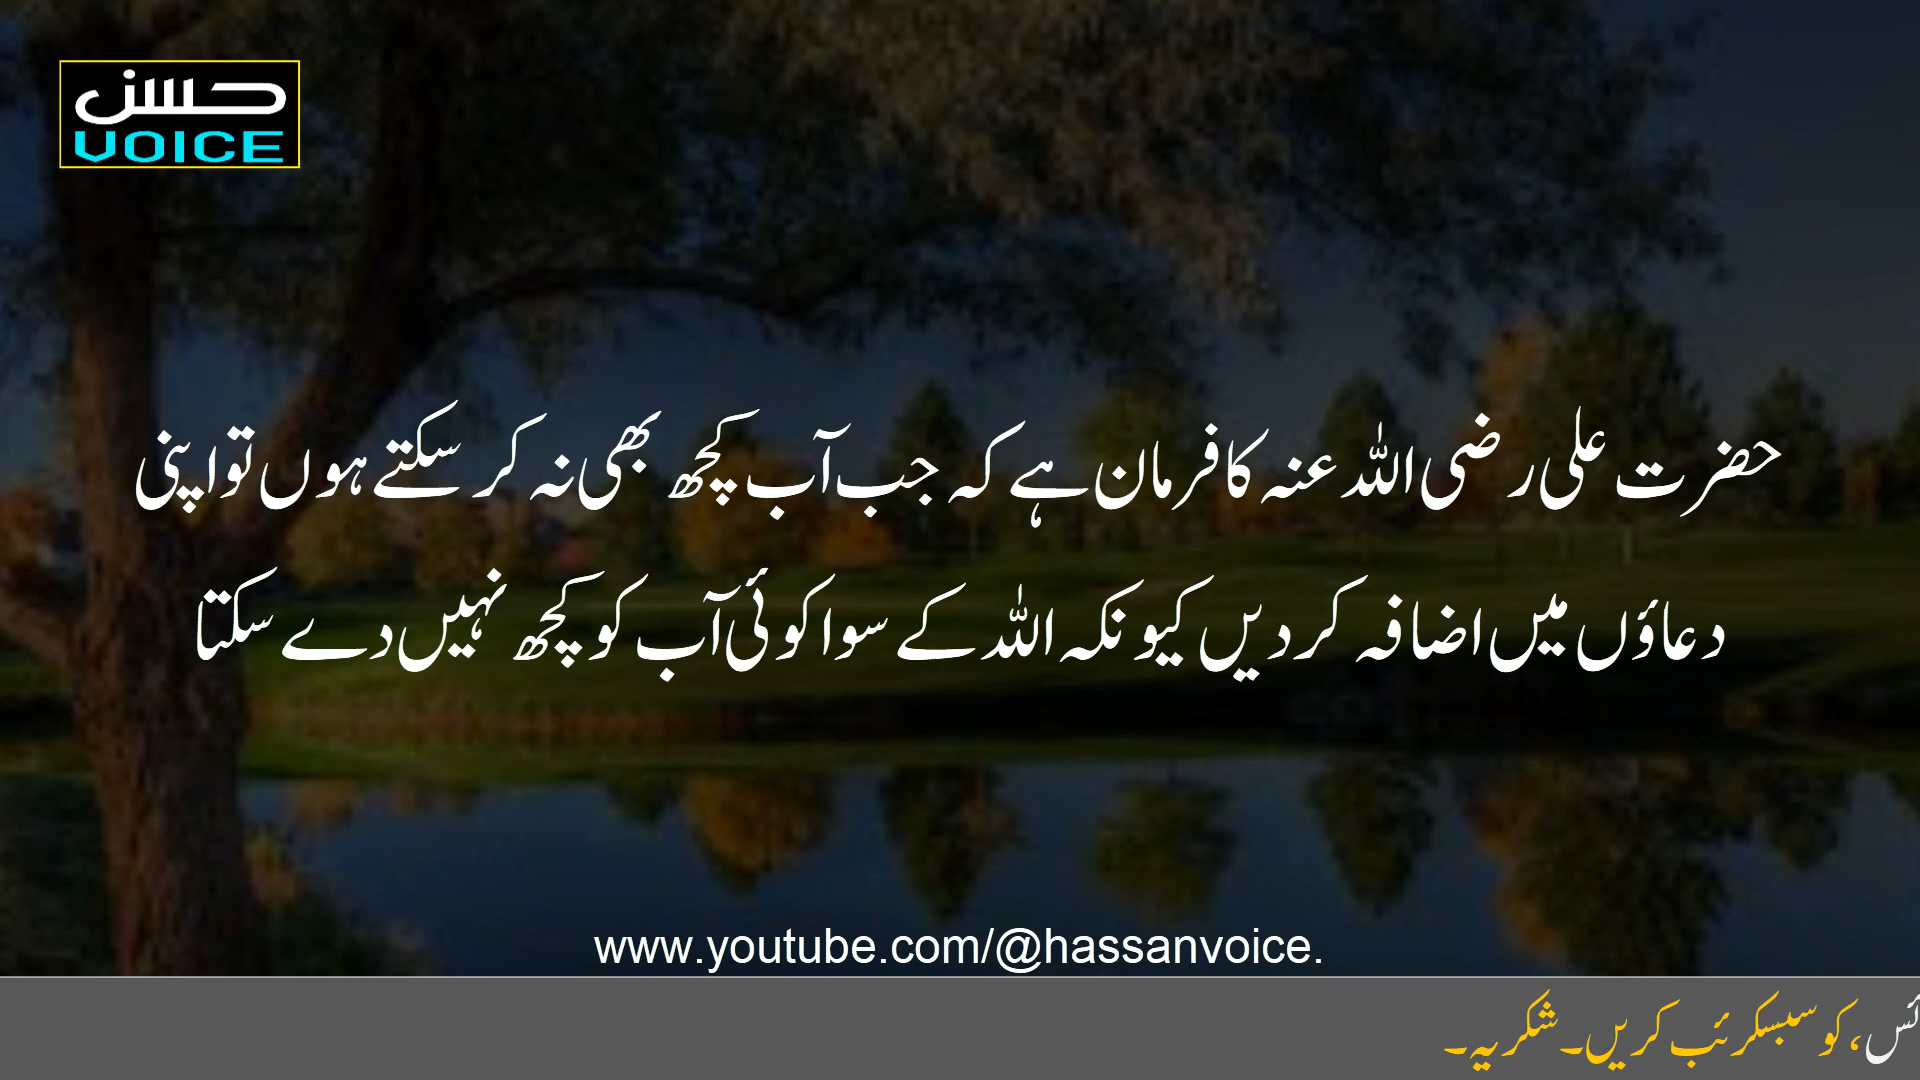 حسن
VOICE
حضرت علی رضی اللہ عنہ کا فرمان ہے کہ جب آپ کچھ بھی نہ کر سکتے ہوں تو اپنی
دعاؤں میں اضافہ کر دیں کیونکہ اللہ کے سوا کوئی آپ کو کچھ نہیں دے سکتا
www.youtube.com/@hassanvoice.
ئس، کو سبسکرئب کریں۔ شکریہ۔